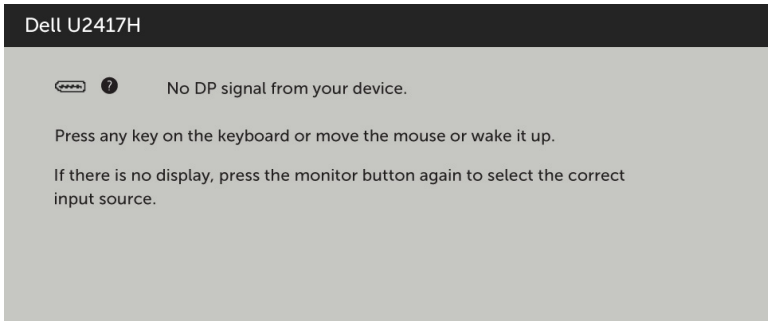 Dell U2417H
No DP signal from your device.
Press any key on the keyboard or move the mouse or wake it up.
If there is no display, press the monitor button again to select the correct
input source.